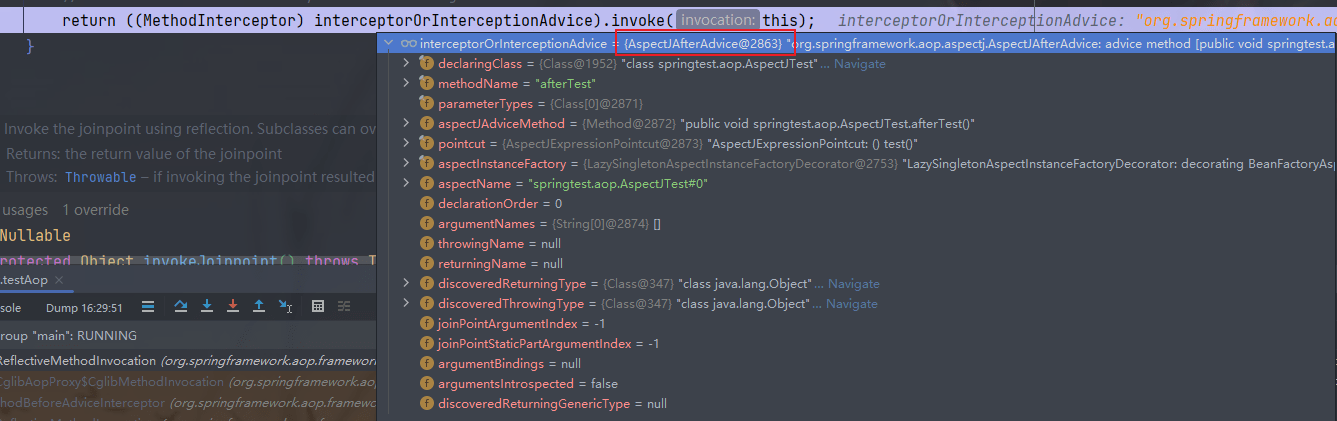 return ((MethodInterceptor) interceptorOrInterceptionAdvice).invoke( invocation: this);   interceptorOrInterceptionAdvice: "org.springframework.ao
}
interceptorOrInterceptionAdvice = {AspectJAfterAdvice@2863} "org.springframework.aop.aspectj.AspectJAfterAdvice: advice method [public void springtest.a
declaringClass = {Class@1952} "class springtest.aop.AspectJTest"... Navigate
methodName = "afterTest"
parameterTypes = {Class[0]@2871}
Invoke the joinpoint using reflection. Subclasses can ov
aspectJAdviceMethod = {Method@2872} "public void springtest.aop.AspectJTest.afterTest()"
Returns: the return value of the joinpoint
pointcut = {AspectJExpressionPointcut@2873} "AspectJExpressionPointcut: () test()"
aspectInstanceFactory = {LazySingletonAspectInstanceFactoryDecorator@2753} "LazySingletonAspectInstanceFactoryDecorator: decorating BeanFactoryAsp
Throws: Throwable – if invoking the joinpoint resulted
aspectName = "springtest.aop.AspectJTest#0"
declarationOrder = 0
usages 1 override
argumentNames = {String[0]@2874} []
Nullable
throwingName = null
rotected Object invokeJoinpoint() throws T
returningName = null
.testAop
discoveredReturningType = {Class@347} "class java.lang.Object"... Navigate
sole Dump 16:29:51
discoveredThrowingType = {Class@347} "class java.lang.Object"... Navigate
joinPointArgumentIndex = -1
roup "main": RUNNING
joinPointStaticPartArgumentIndex = -1
ReflectiveMethodInvocation (org.springframework.aop.framewor
argumentBindings = null
CglibAopProxy$CglibMethodInvocation (org.springframework.ao
argumentsIntrospected = false
hodBeforeAdviceInterceptor (org.springframework.aop.framewo
discoveredReturningGenericType = null